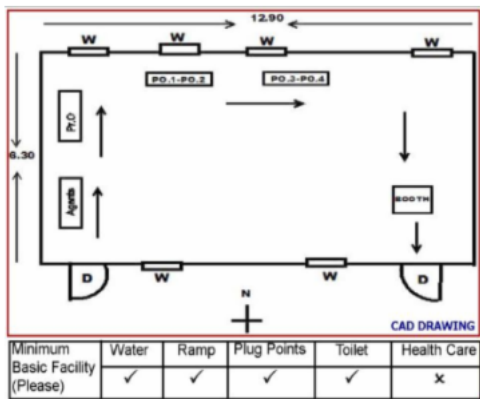 12.90
W W W W
PO.1-PO.2 PO.3-PO.4
Pr.O
6.30
Agents
BOOTH
D D
W W
N
CAD DRAWING
Minimum Basic Facility (Please) Water Ramp Plug Points Toilet Health Care
✓ ✓ ✓ ✓ x